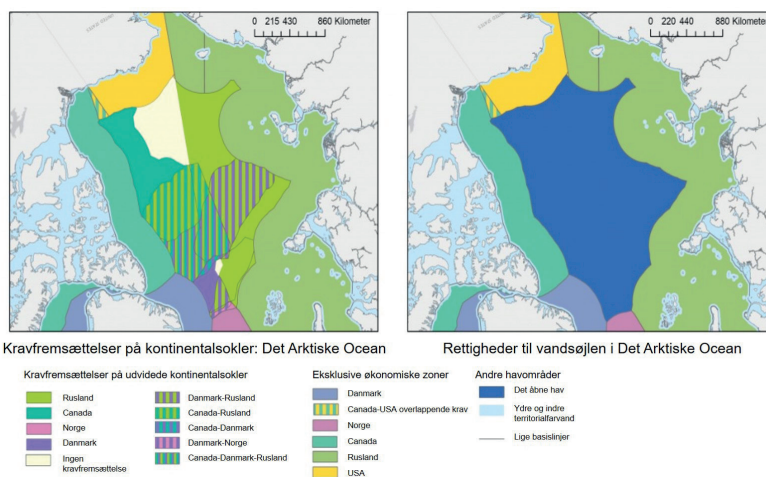 0 215 430 860 Kilometer
0 220 440 880 Kilometer
Kravfremsættelser på kontinentalsokler: Det Arktiske Ocean
Rettigheder til vandsøjlen i Det Arktiske Ocean
Kravfremsættelser på udvidede kontinentalsokler
Rusland
Canada
Norge
Danmark
Ingen
kravfremsættelse
Danmark-Rusland
Canada-Rusland
Canada-Danmark
Danmark-Norge
Canada-Danmark-Rusland
Eksklusive økonomiske zoner
Danmark
Canada-USA overlappende krav
Norge
Canada
Rusland
USA
Andre havområder
Det åbne hav
Ydre og indre
territorialfarvand
Lige basislinjer